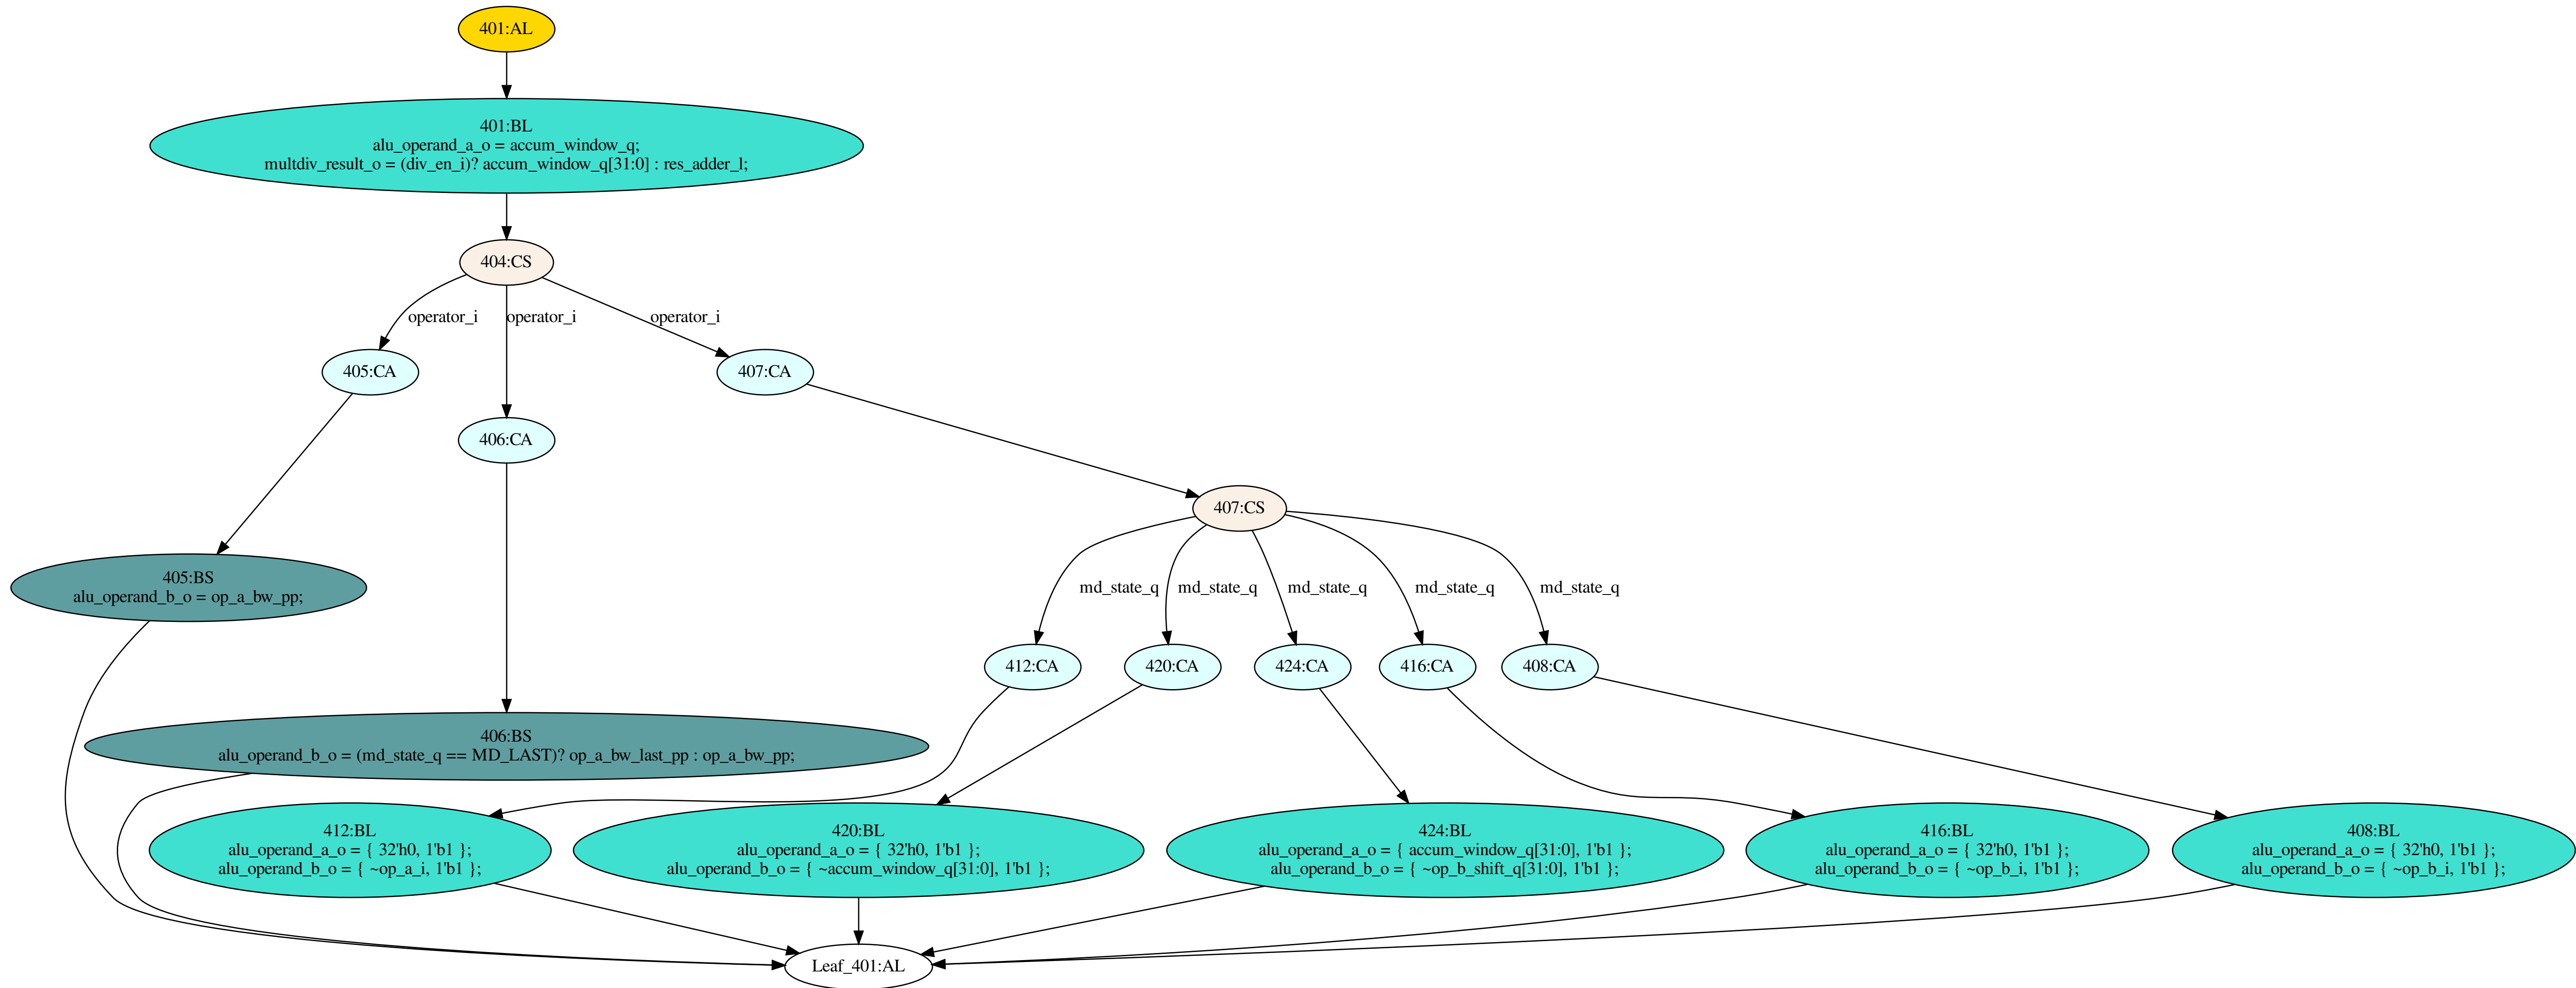 401:AL
401:BL
alu_operand_a_o = accum_window_q;
multdiv_result_o = (div_en_i)? accum_window_q[31:0] : res_adder_l;
404:CS
operator_i
operator_i
operator_i
405:CA
407:CA
406:CA
407:CS
405:BS
alu_operand_b_o = op_a_bw_pp;
md_state_q
md_state_q
md_state_q
md_state_q
md_state_q
412:CA
420:CA
424:CA
416:CA
408:CA
406:BS
alu_operand_b_o = (md_state_q == MD_LAST)? op_a_bw_last_pp : op_a_bw_pp;
412:BL
alu_operand_a_o = { 32'h0, 1'b1 };
alu_operand_b_o = { ~op_a_i, 1'b1 };
420:BL
alu_operand_a_o = { 32'h0, 1'b1 };
alu_operand_b_o = { ~accum_window_q[31:0], 1'b1 };
424:BL
alu_operand_a_o = { accum_window_q[31:0], 1'b1 };
alu_operand_b_o = { ~op_b_shift_q[31:0], 1'b1 };
416:BL
alu_operand_a_o = { 32'h0, 1'b1 };
alu_operand_b_o = { ~op_b_i, 1'b1 };
408:BL
alu_operand_a_o = { 32'h0, 1'b1 };
alu_operand_b_o = { ~op_b_i, 1'b1 };
Leaf_401:AL